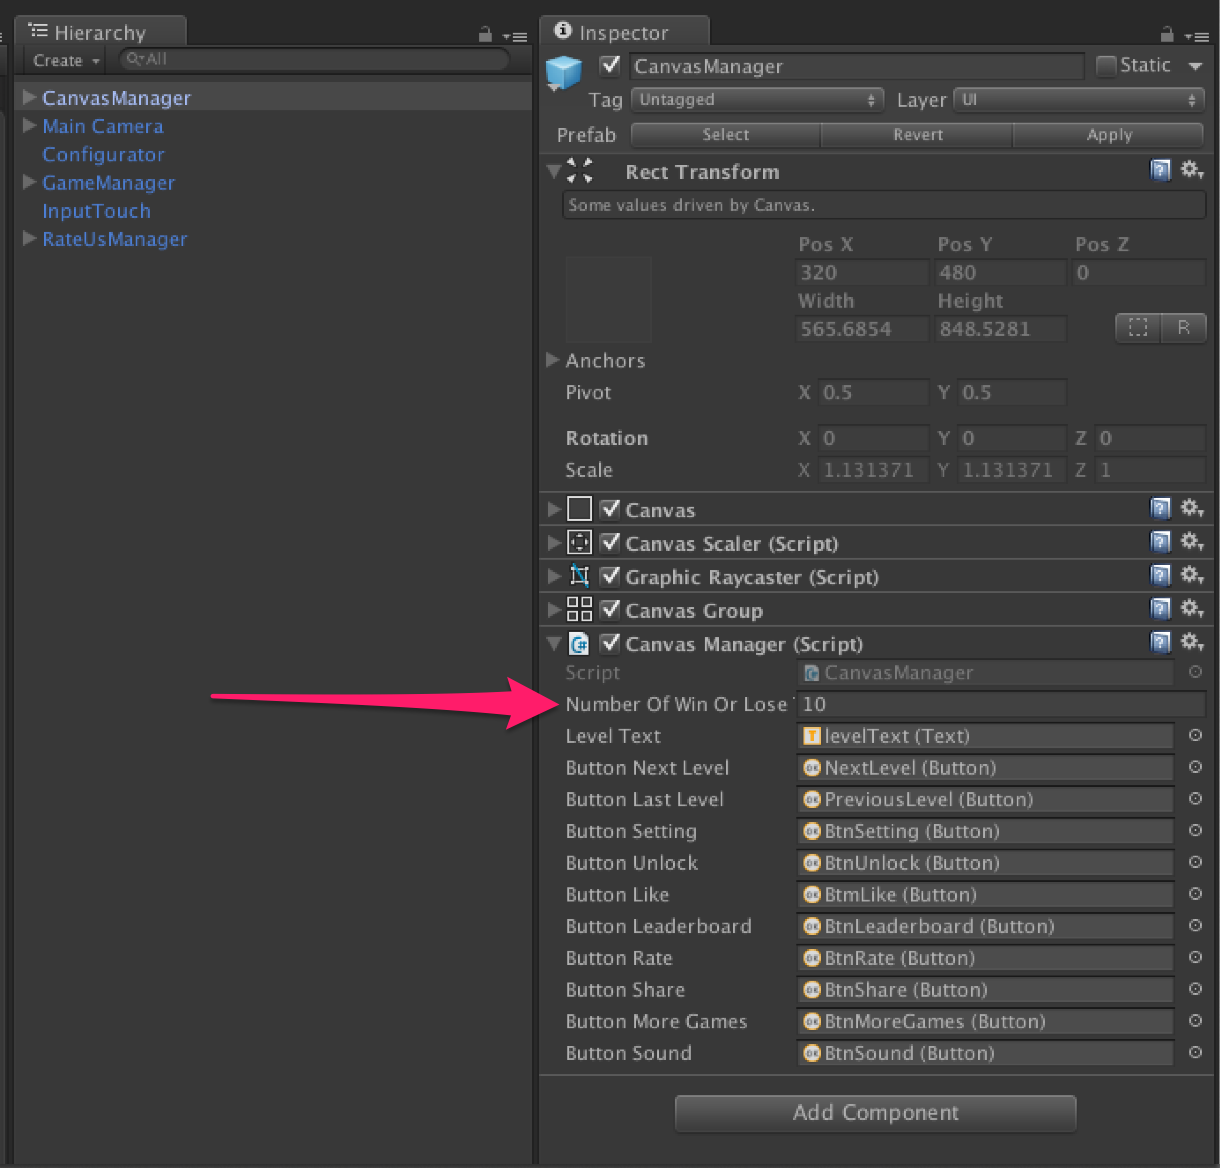 Hierarchy
Create
All
CanvasManager
Main Camera
Configurator
GameManager
InputTouch
RateUsManager
Inspector
CanvasManager
Static
Tag Untagged Layer UI
Prefab Select Revert Apply
Rect Transform
Some values driven by Canvas.
Pos X Pos Y Pos Z
320 480 0
Width Height
565.6854 848.5281
R
Anchors
Pivot X 0.5 Y 0.5
Rotation X 0 Y 0 Z 0
Scale X 1.131371 Y 1.131371 Z 1
Canvas
Canvas Scaler (Script)
Graphic Raycaster (Script)
Canvas Group
Canvas Manager (Script)
Script CanvasManager
Number Of Win Or Lose 10
Level Text levelText (Text)
Button Next Level NextLevel (Button)
Button Last Level PreviousLevel (Button)
Button Setting BtnSetting (Button)
Button Unlock BtnUnlock (Button)
Button Like BtmLike (Button)
Button Leaderboard BtnLeaderboard (Button)
Button Rate BtnRate (Button)
Button Share BtnShare (Button)
Button More Games BtnMoreGames (Button)
Button Sound BtnSound (Button)
Add Component